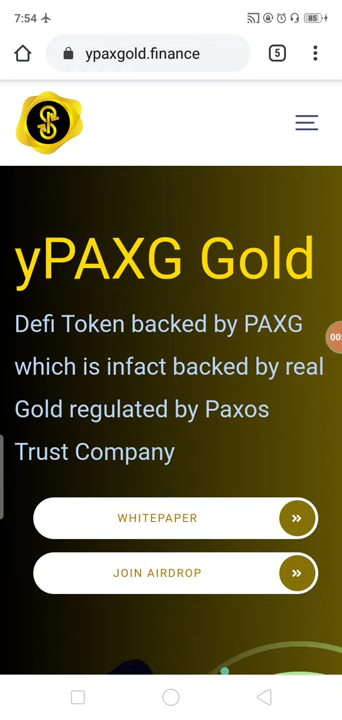 7:54
85
ypaxgold.finance
5
yPAXG Gold
Defi Token backed by PAXG
which is infact backed by real
Gold regulated by Paxos
Trust Company
00:
WHITEPAPER
JOIN AIRDROP